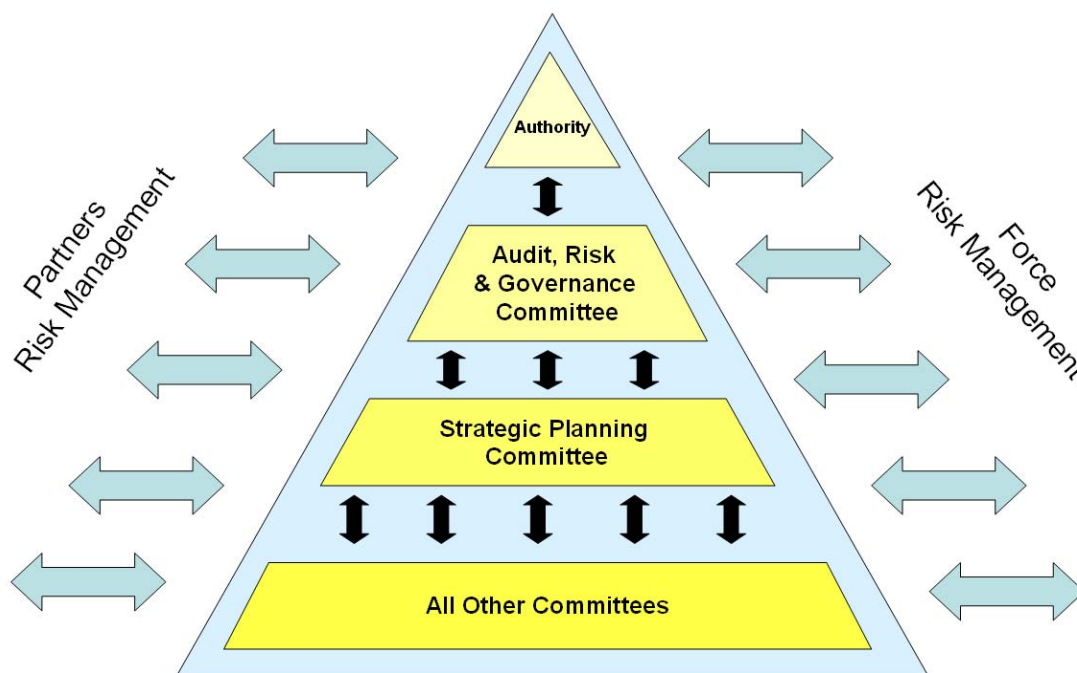 Authority
Partners
Risk Management
Force
Risk Management
Audit, Risk
& Governance
Committee
Strategic Planning
Committee
All Other Committees